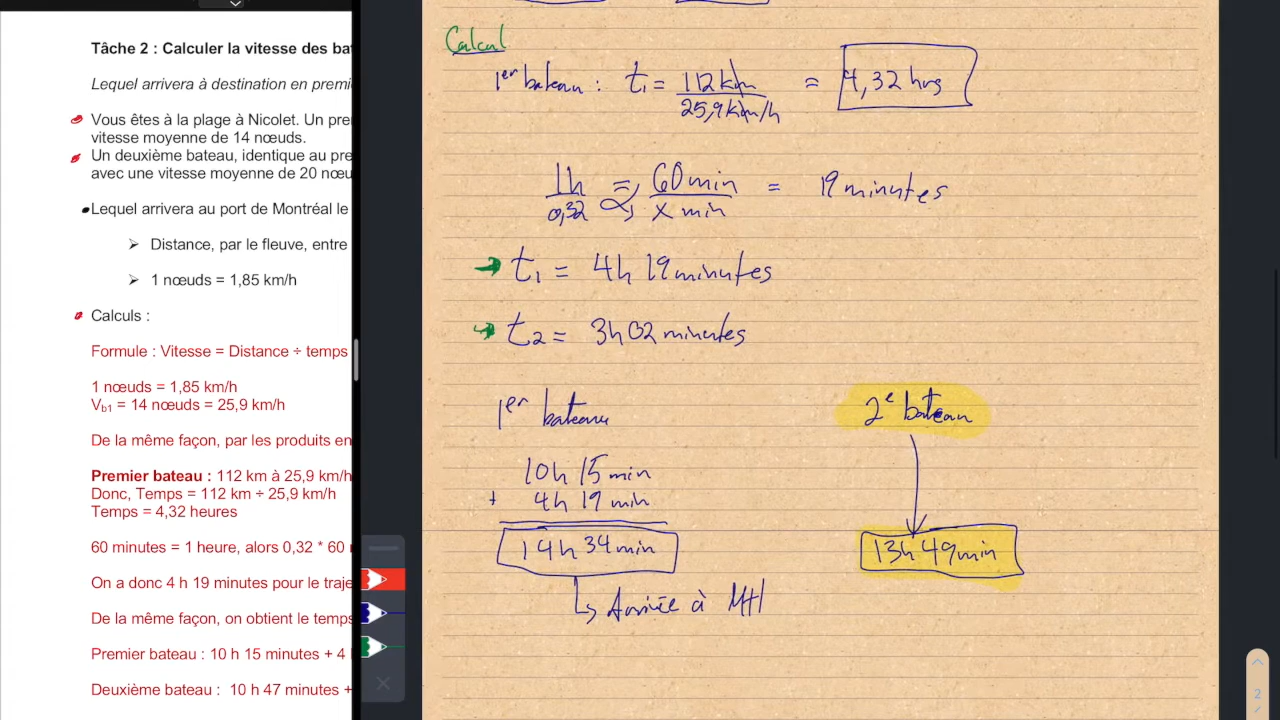 Tâche 2 : Calculer la vitesse des bat
Lequel arrivera à destination en premie
Vous êtes à la plage à Nicolet. Un prem
vitesse moyenne de 14 nœuds.
Un deuxième bateau, identique au pre
avec une vitesse moyenne de 20 nœu
Lequel arrivera au port de Montréal le
Distance, par le fleuve, entre
1 nœuds = 1,85 km/h
Calculs :
Formule : Vitesse = Distance ÷ temps
1 nœuds = 1,85 km/h
Vb1 = 14 nœuds = 25,9 km/h
De la même façon, par les produits en
Premier bateau : 112 km à 25,9 km/h
Donc, Temps = 112 km ÷ 25,9 km/h
Temps = 4,32 heures
60 minutes = 1 heure, alors 0,32 * 60
On a donc 4 h 19 minutes pour le traje
De la même façon, on obtient le temps
Premier bateau : 10 h 15 minutes + 4
Deuxième bateau : 10 h 47 minutes +
Calcul
1er bateau : t1 = 112 km / 25,9 km/h = 4,32 hrs
1h / 0,32 = 60 min / x min = 19 minutes
→ t1 = 4h 19 minutes
→ t2 = 3h 02 minutes
1er bateau 2e bateau
10h 15 min
+ 4h 19 min
14h 34 min 13h 49 min
Arrivée à Mtl
2